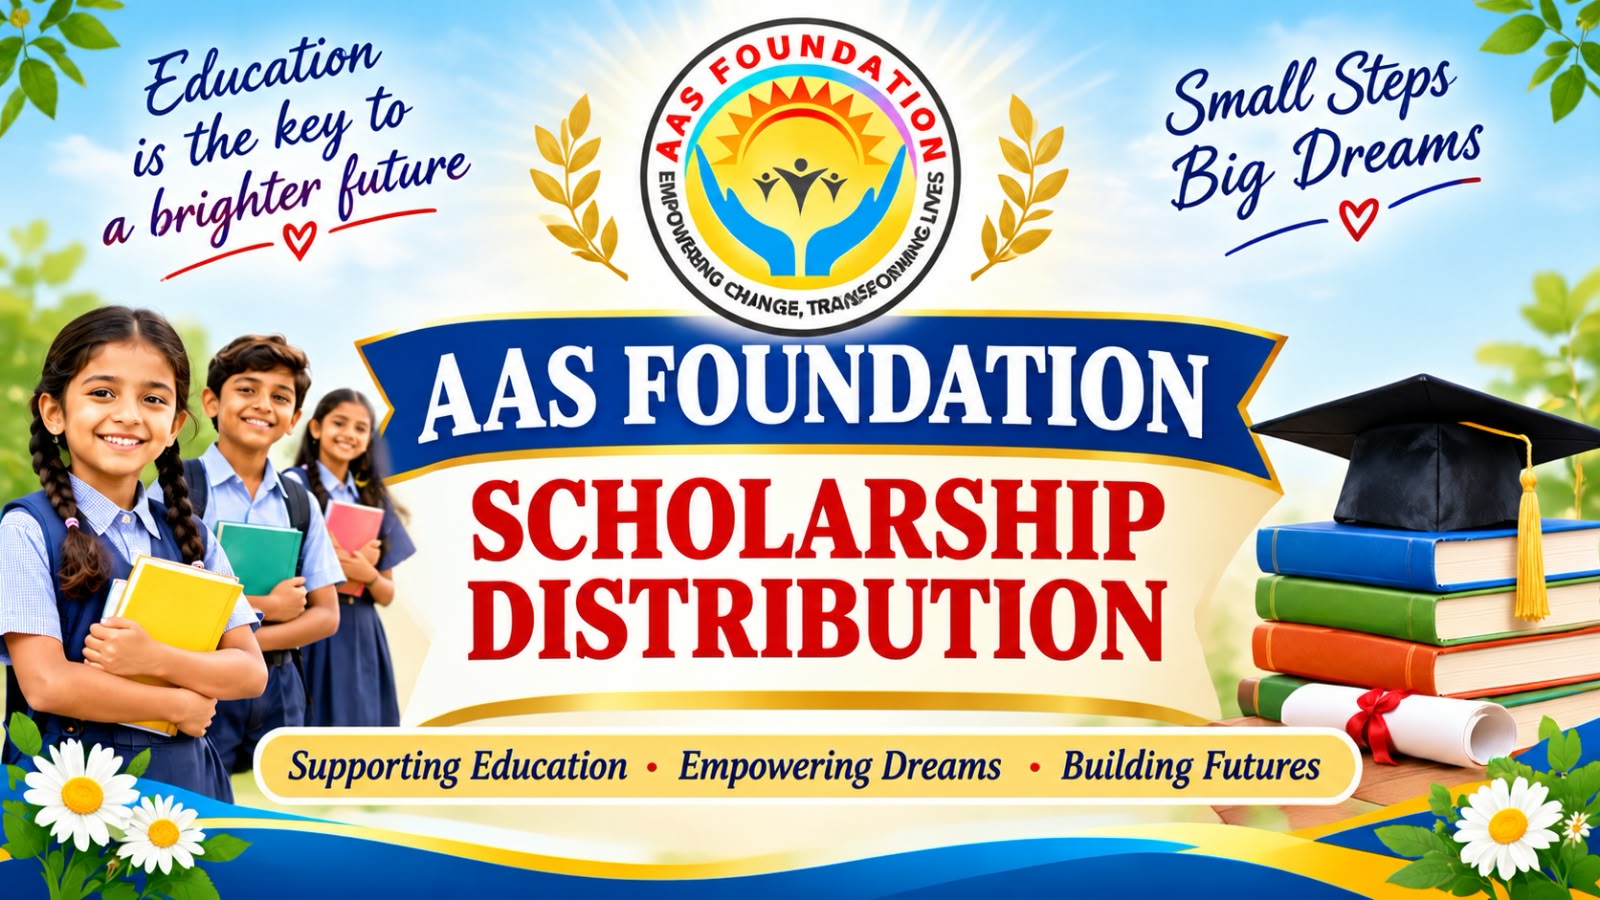 Education
is the key to
a brighter future
AAS FOUNDATION
EMPOWERING CHANGE, TRANSFORMING LIVES
Small Steps
Big Dreams
AAS FOUNDATION
SCHOLARSHIP
DISTRIBUTION
Supporting Education • Empowering Dreams • Building Futures